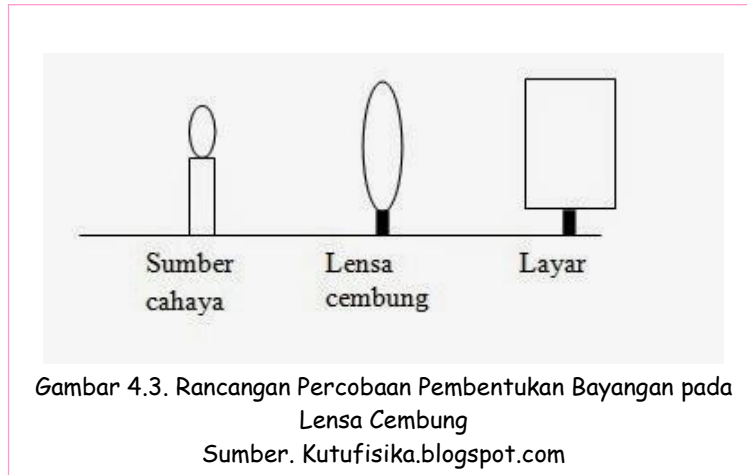 Sumber
cahaya
Lensa
cembung
Layar
Gambar 4.3. Rancangan Percobaan Pembentukan Bayangan pada
Lensa Cembung
Sumber. Kutufisika.blogspot.com